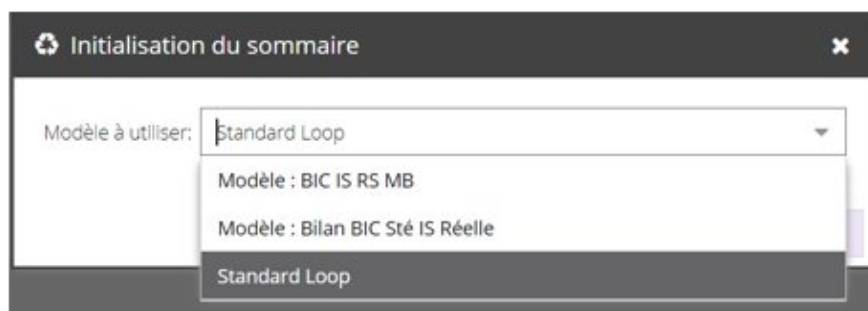 Initialisation du sommaire
Modèle à utiliser: Standard Loop
Modèle : BIC IS RS MB
Modèle : Bilan BIC Sté IS Réelle
Standard Loop